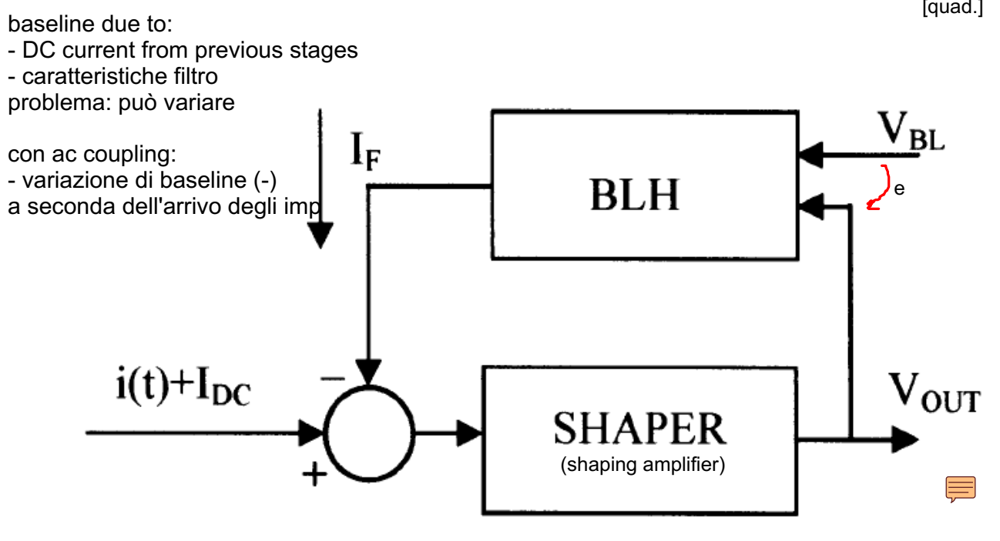 [quad.]
baseline due to:
- DC current from previous stages
- caratteristiche filtro
problema: può variare
con ac coupling:
- variazione di baseline (-)
a seconda dell'arrivo degli imp
I_F
BLH
V_BL
e
i(t)+I_DC
−
+
SHAPER
(shaping amplifier)
V_OUT